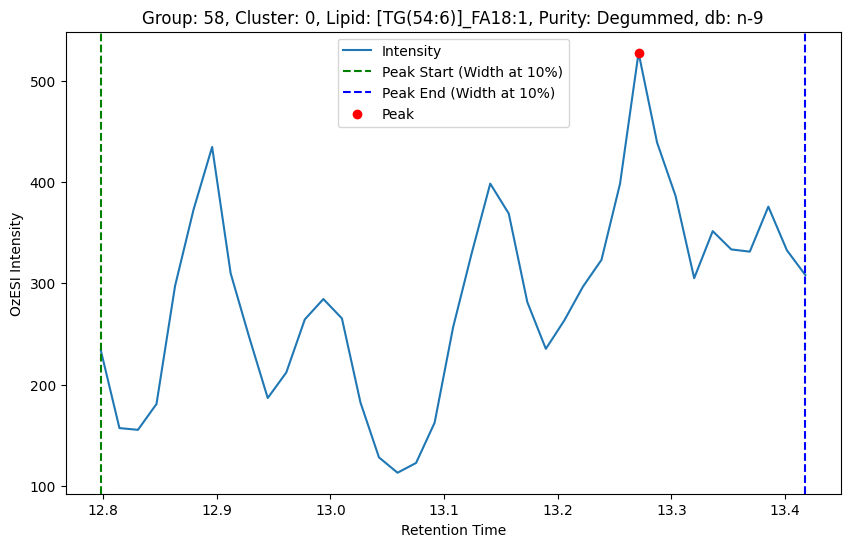 Group: 58, Cluster: 0, Lipid: [TG(54:6)]_FA18:1, Purity: Degummed, db: n-9
Intensity
Peak Start (Width at 10%)
Peak End (Width at 10%)
Peak
OzESI Intensity
500
400
300
200
100
12.8 12.9 13.0 13.1 13.2 13.3 13.4
Retention Time